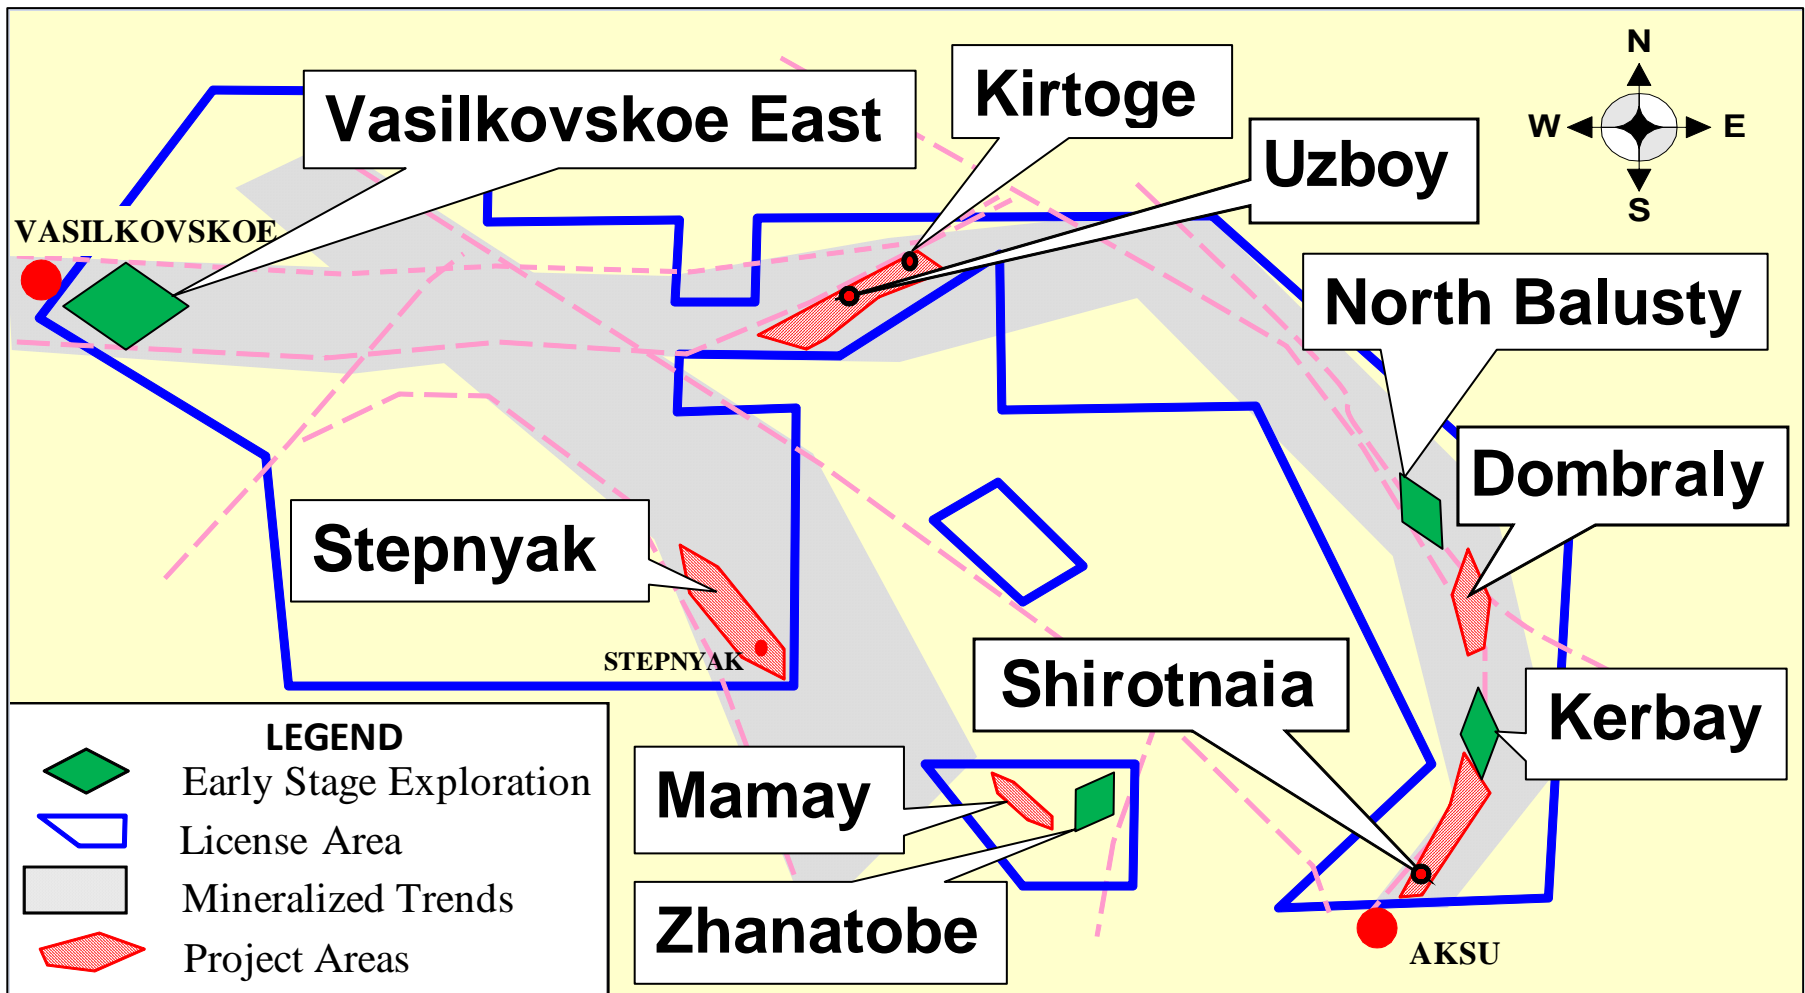 N
Kirtoge
Vasilkovskoe East
W
E
Uzboy
S
VASILKOVSKOE
North Balusty
Dombraly
Stepnyak
STEPNYAK
Shirotnaia
Kerbay
LEGEND
Early Stage Exploration
License Area
Mineralized Trends
Project Areas
Mamay
Zhanatobe
AKSU